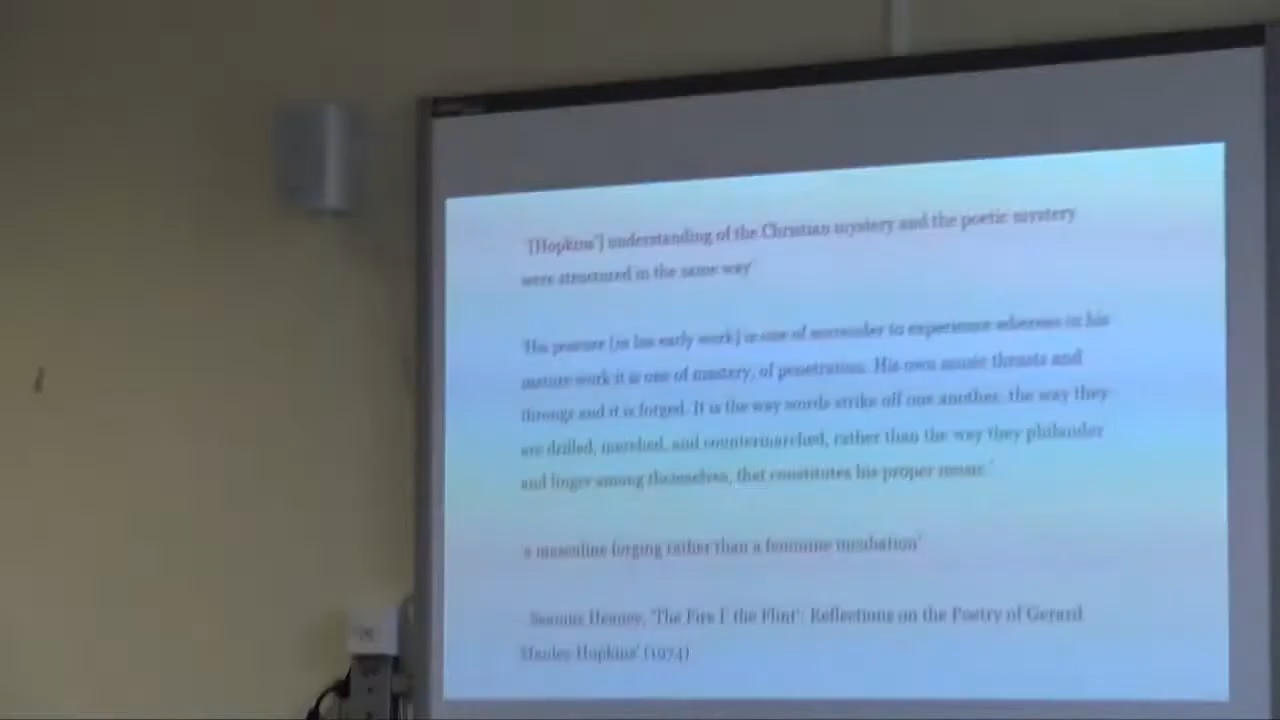 '[Hopkins'] understanding of the Christian mystery and the poetic mystery
were structured in the same way'
'His posture [in his early work] is one of surrender to experience whereas in his
mature work it is one of mastery, of penetration. His own music thrusts and
throngs and it is forged. It is the way words strike off one another, the way they
are drilled, marched, and countermarched, rather than the way they philander
and linger among themselves, that constitutes his proper music.'
'a masculine forging rather than a feminine incubation'
Seamus Heaney, 'The Fire I' the Flint': Reflections on the Poetry of Gerard
Manley Hopkins' (1974)